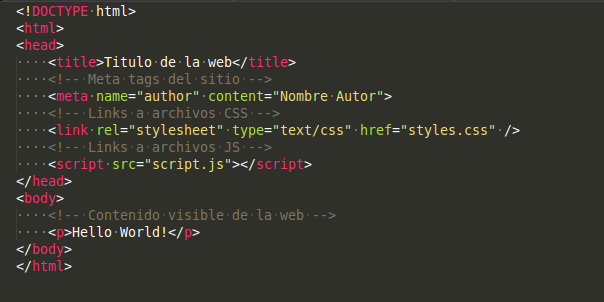 <!DOCTYPE html>
<html>
<head>
    <title>Titulo de la web</title>
    <!-- Meta tags del sitio -->
    <meta name="author" content="Nombre Autor">
    <!-- Links a archivos CSS -->
    <link rel="stylesheet" type="text/css" href="styles.css" />
    <!-- Links a archivos JS -->
    <script src="script.js"></script>
</head>
<body>
    <!-- Contenido visible de la web -->
    <p>Hello World!</p>
</body>
</html>